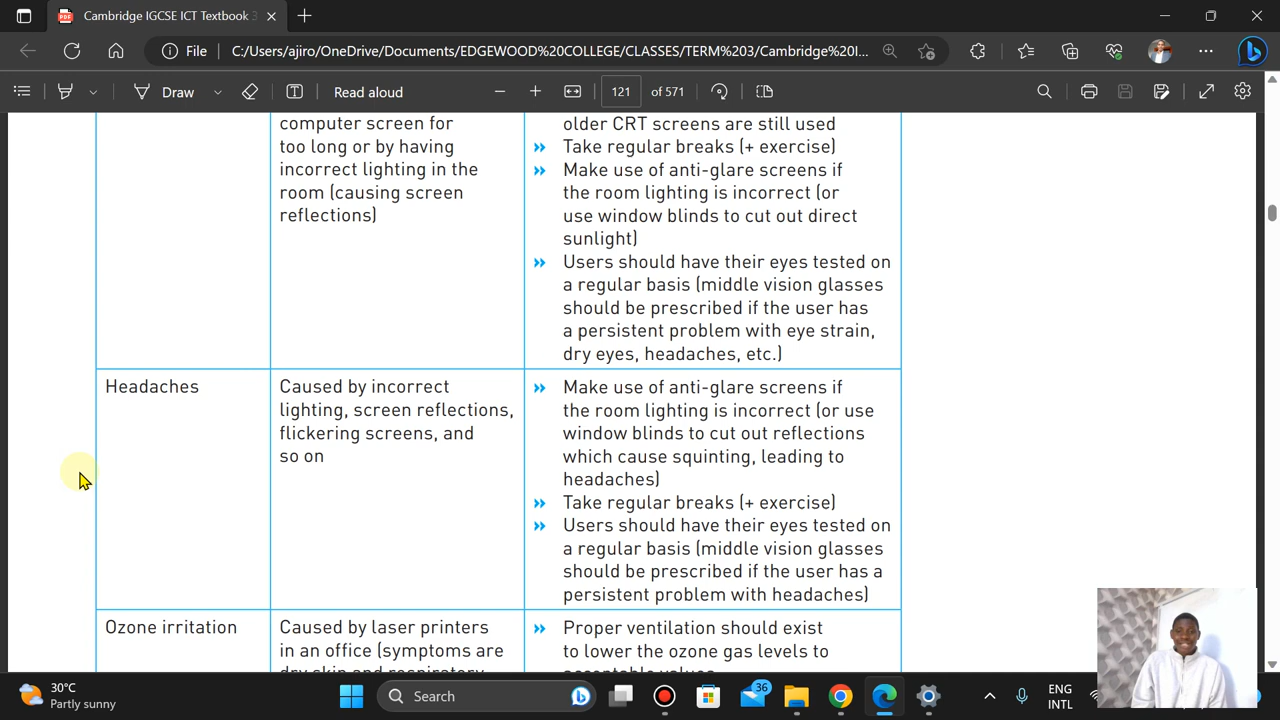 Cambridge IGCSE ICT Textbook 3
File
C:/Users/ajiro/OneDrive/Documents/EDGEWOOD%20COLLEGE/CLASSES/TERM%203/Cambridge%20I...
Draw
Read aloud
121
of 571
computer screen for
too long or by having
incorrect lighting in the
room (causing screen
reflections)
older CRT screens are still used
» Take regular breaks (+ exercise)
» Make use of anti-glare screens if
the room lighting is incorrect (or
use window blinds to cut out direct
sunlight)
» Users should have their eyes tested on
a regular basis (middle vision glasses
should be prescribed if the user has
a persistent problem with eye strain,
dry eyes, headaches, etc.)
Headaches
Caused by incorrect
lighting, screen reflections,
flickering screens, and
so on
» Make use of anti-glare screens if
the room lighting is incorrect (or use
window blinds to cut out reflections
which cause squinting, leading to
headaches)
» Take regular breaks (+ exercise)
» Users should have their eyes tested on
a regular basis (middle vision glasses
should be prescribed if the user has a
persistent problem with headaches)
Ozone irritation
Caused by laser printers
in an office (symptoms are
dry skin and respiratory
» Proper ventilation should exist
to lower the ozone gas levels to
acceptable values
30°C
Partly sunny
Search
36
ENG
INTL